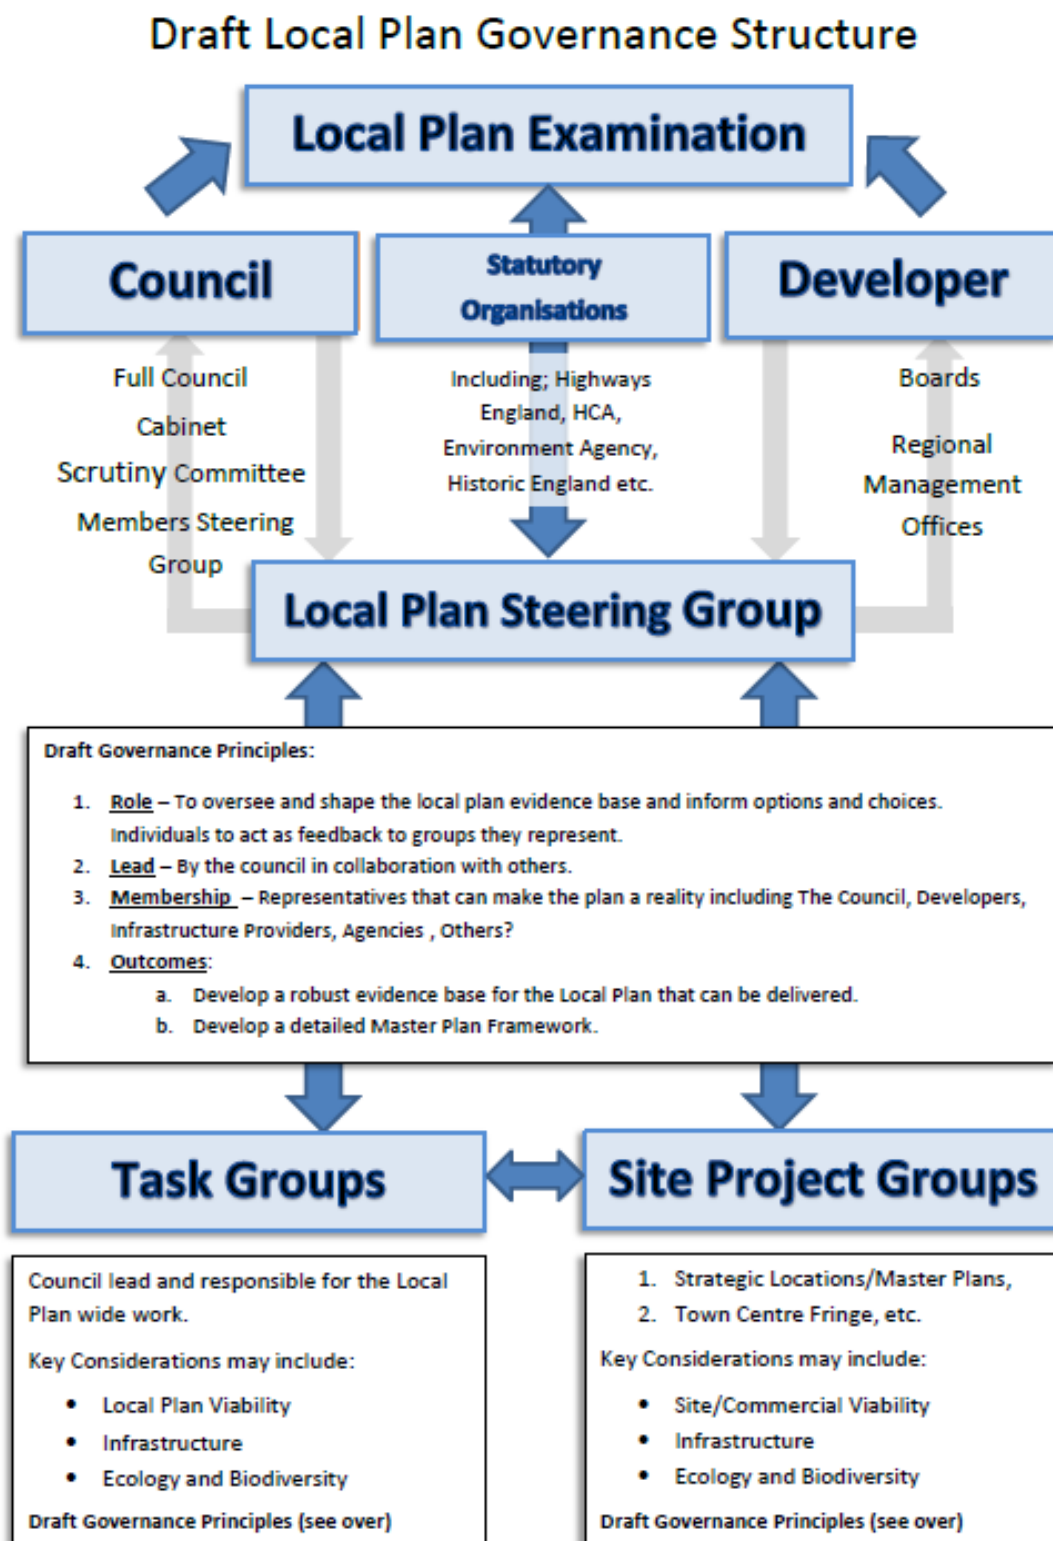 Draft Local Plan Governance Structure
Local Plan Examination
Council
Statutory
Organisations
Developer
Full Council
Cabinet
Scrutiny Committee
Members Steering
Group
Including; Highways
England, HCA,
Environment Agency,
Historic England etc.
Boards
Regional
Management
Offices
Local Plan Steering Group
Draft Governance Principles:
1. Role – To oversee and shape the local plan evidence base and inform options and choices.
Individuals to act as feedback to groups they represent.
2. Lead – By the council in collaboration with others.
3. Membership – Representatives that can make the plan a reality including The Council, Developers,
Infrastructure Providers, Agencies , Others?
4. Outcomes:
a. Develop a robust evidence base for the Local Plan that can be delivered.
b. Develop a detailed Master Plan Framework.
Task Groups
Council lead and responsible for the Local
Plan wide work.
Key Considerations may include:
• Local Plan Viability
• Infrastructure
• Ecology and Biodiversity
Draft Governance Principles (see over)
Site Project Groups
1. Strategic Locations/Master Plans,
2. Town Centre Fringe, etc.
Key Considerations may include:
• Site/Commercial Viability
• Infrastructure
• Ecology and Biodiversity
Draft Governance Principles (see over)